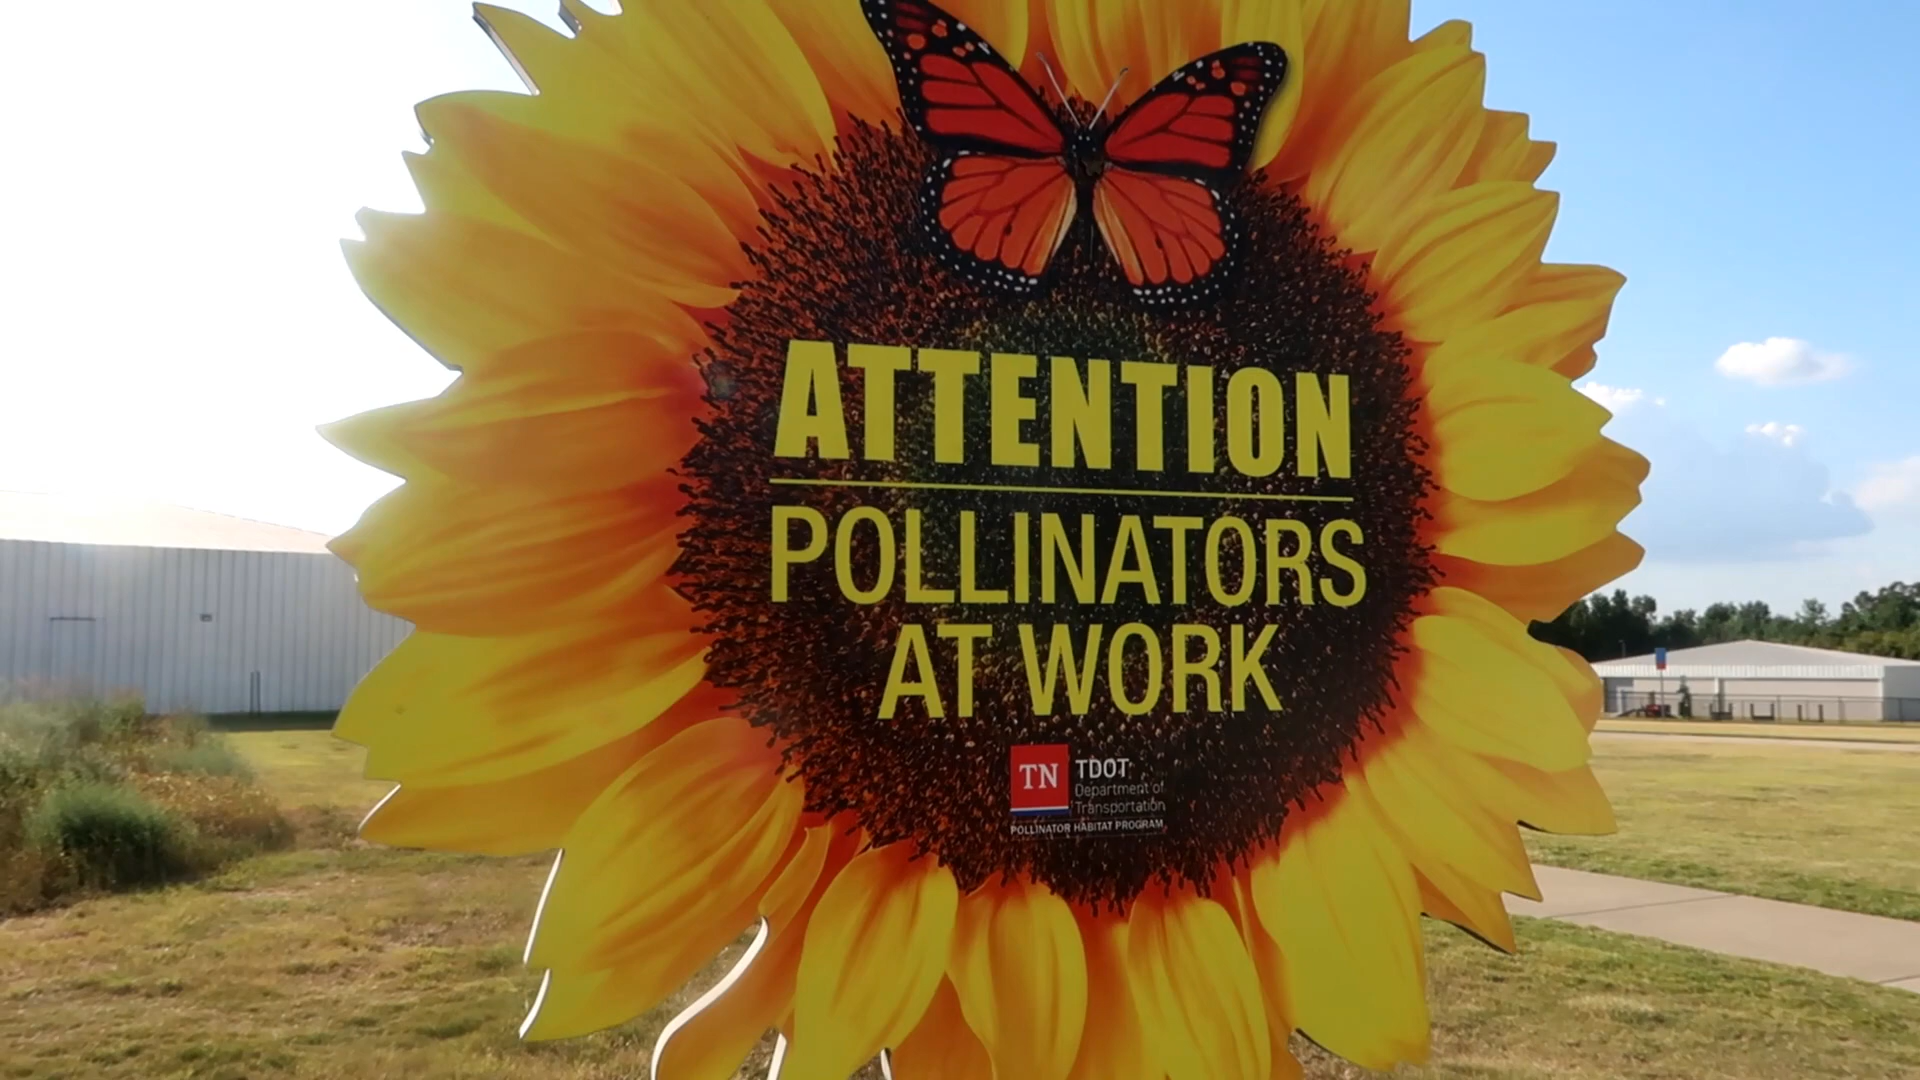 ATTENTION
POLLINATORS
AT WORK
TN TDOT
Department of
Transportation
POLLINATOR HABITAT PROGRAM